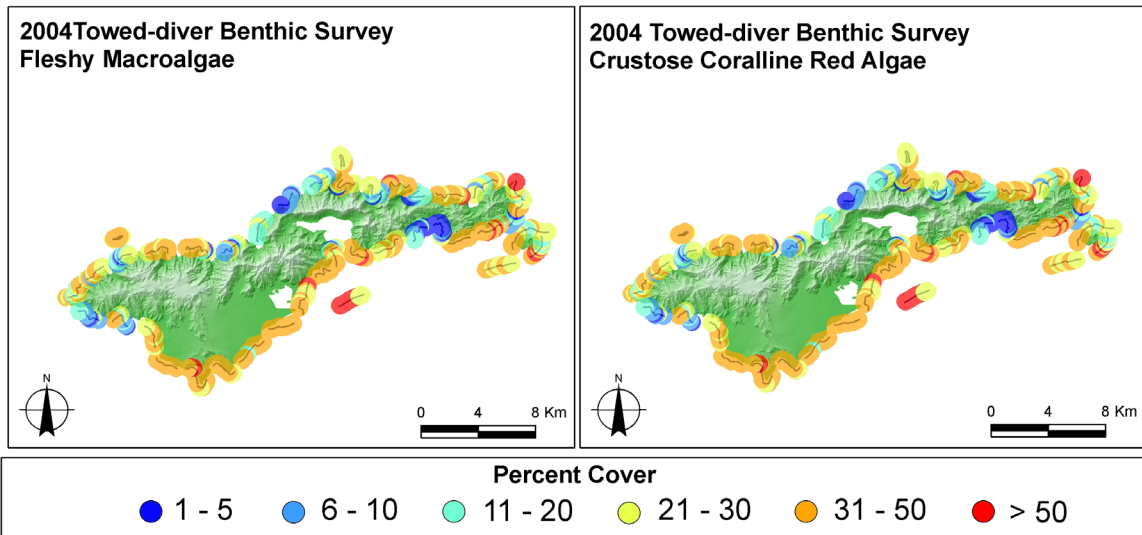 2004Towed-diver Benthic Survey
Fleshy Macroalgae
N
0 4 8 Km
2004 Towed-diver Benthic Survey
Crustose Coralline Red Algae
N
0 4 8 Km
Percent Cover
1 - 5 6 - 10 11 - 20 21 - 30 31 - 50 > 50